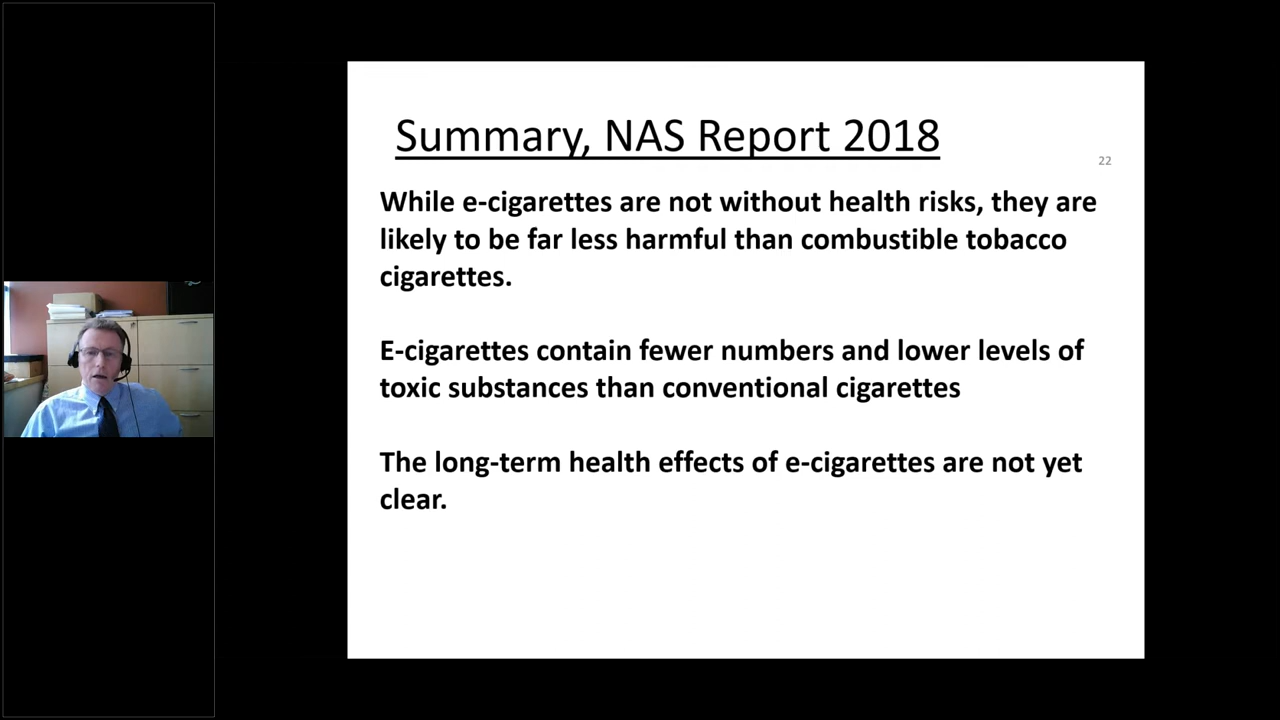 Summary, NAS Report 2018
22
While e-cigarettes are not without health risks, they are
likely to be far less harmful than combustible tobacco
cigarettes.
E-cigarettes contain fewer numbers and lower levels of
toxic substances than conventional cigarettes
The long-term health effects of e-cigarettes are not yet
clear.